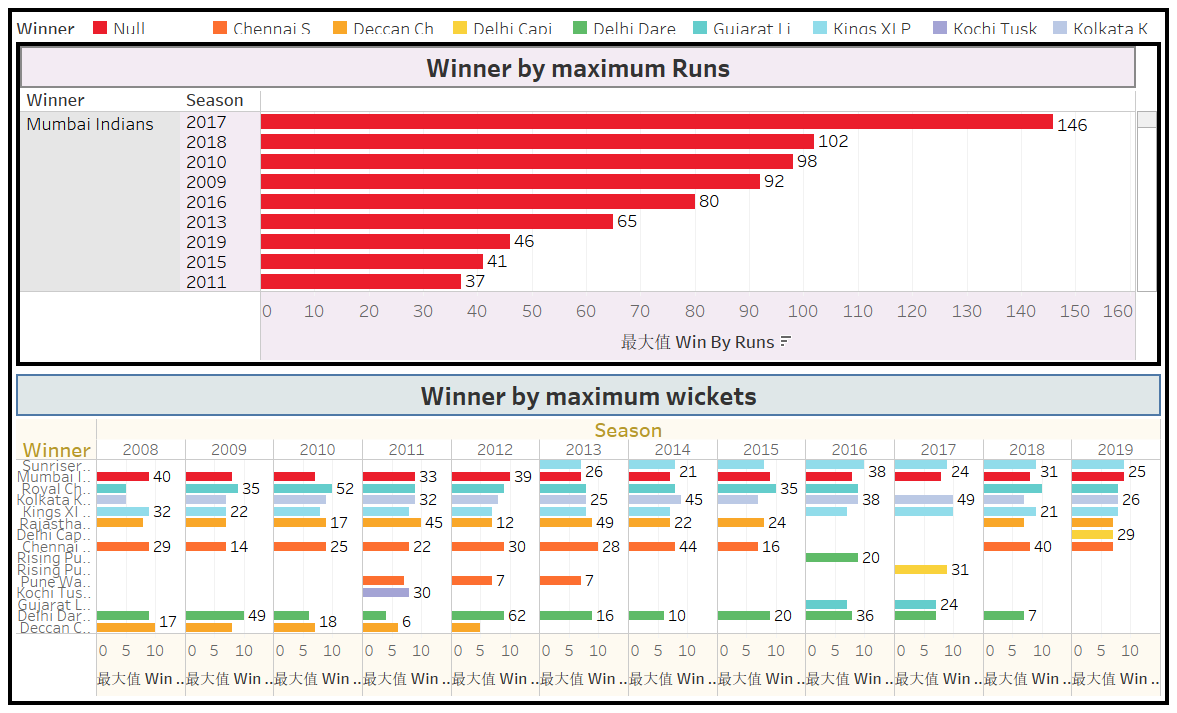 Winner Null Chennai S Deccan Ch Delhi Capi Delhi Dare Gujarat Li Kings XI P Kochi Tusk Kolkata K
Winner by maximum Runs
Winner Season
Mumbai Indians 2017 146
2018 102
2010 98
2009 92
2016 80
2013 65
2019 46
2015 41
2011 37
0 10 20 30 40 50 60 70 80 90 100 110 120 130 140 150 160
最大值 Win By Runs
Winner by maximum wickets
Season
Winner 2008 2009 2010 2011 2012 2013 2014 2015 2016 2017 2018 2019
Sunriser..
Mumbai I.. 40 33 39 26 21 38 24 31 25
Royal Ch.. 35 52 35
Kolkata K.. 32 25 45 38 49 26
Kings XI .. 32 22 21
Rajastha.. 17 45 12 49 22 24
Delhi Cap.. 29
Chennai .. 29 14 25 22 30 28 44 16 40
Rising Pu.. 20
Rising Pu.. 31
Pune Wa.. 7 7
Kochi Tus.. 30
Gujarat L.. 24
Delhi Dar.. 17 49 18 6 62 16 10 20 36 7
Deccan C..
0 5 10 0 5 10 0 5 10 0 5 10 0 5 10 0 5 10 0 5 10 0 5 10 0 5 10 0 5 10 0 5 10 0 5 10
最大值 Win .. 最大值 Win .. 最大值 Win .. 最大值 Win .. 最大值 Win .. 最大值 Win .. 最大值 Win .. 最大值 Win .. 最大值 Win .. 最大值 Win .. 最大值 Win .. 最大值 Win ..